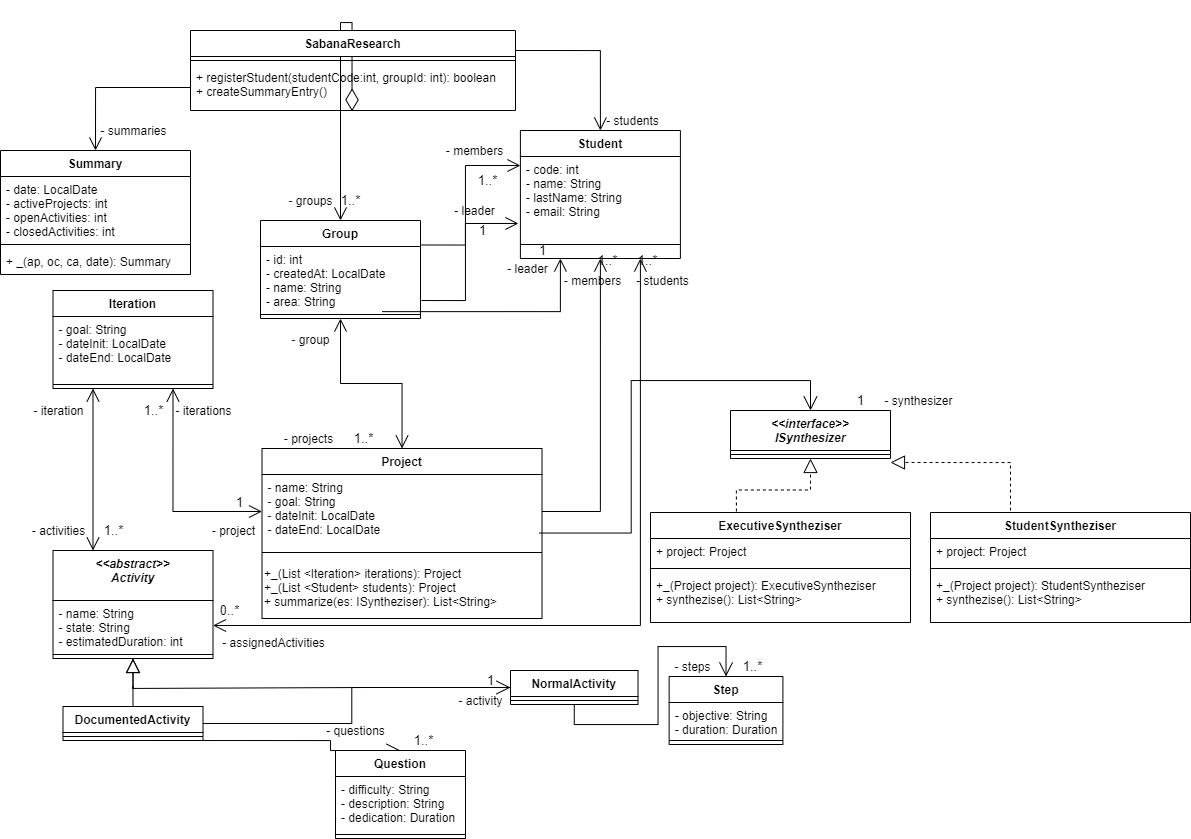 SabanaResearch
+ registerStudent(studentCode:int, groupId: int): boolean
+ createSummaryEntry()
- summaries
- students
Summary
- date: LocalDate
- activeProjects: int
- openActivities: int
- closedActivities: int
+ _(ap, oc, ca, date): Summary
- members
1..*
- leader
1
Student
- code: int
- name: String
- lastName: String
- email: String
1
- groups
1..*
Group
- id: int
- createdAt: LocalDate
- name: String
- area: String
- leader
- members
1..*
- students
1..*
Iteration
- goal: String
- dateInit: LocalDate
- dateEnd: LocalDate
- group
- iteration
1..*
- iterations
1
- synthesizer
<<interface>>
ISynthesizer
- projects
1..*
Project
- name: String
- goal: String
- dateInit: LocalDate
- dateEnd: LocalDate
+_(List <Iteration> iterations): Project
+_(List <Student> students): Project
+ summarize(es: ISyntheziser): List<String>
1
- project
- activities
1..*
ExecutiveSyntheziser
+ project: Project
+_(Project project): ExecutiveSyntheziser
+ synthezise(): List<String>
StudentSyntheziser
+ project: Project
+_(Project project): StudentSyntheziser
+ synthezise(): List<String>
<<abstract>>
Activity
- name: String
- state: String
- estimatedDuration: int
0..*
- assignedActivities
1
- activity
NormalActivity
- steps
1..*
Step
- objective: String
- duration: Duration
DocumentedActivity
- questions
1..*
Question
- difficulty: String
- description: String
- dedication: Duration